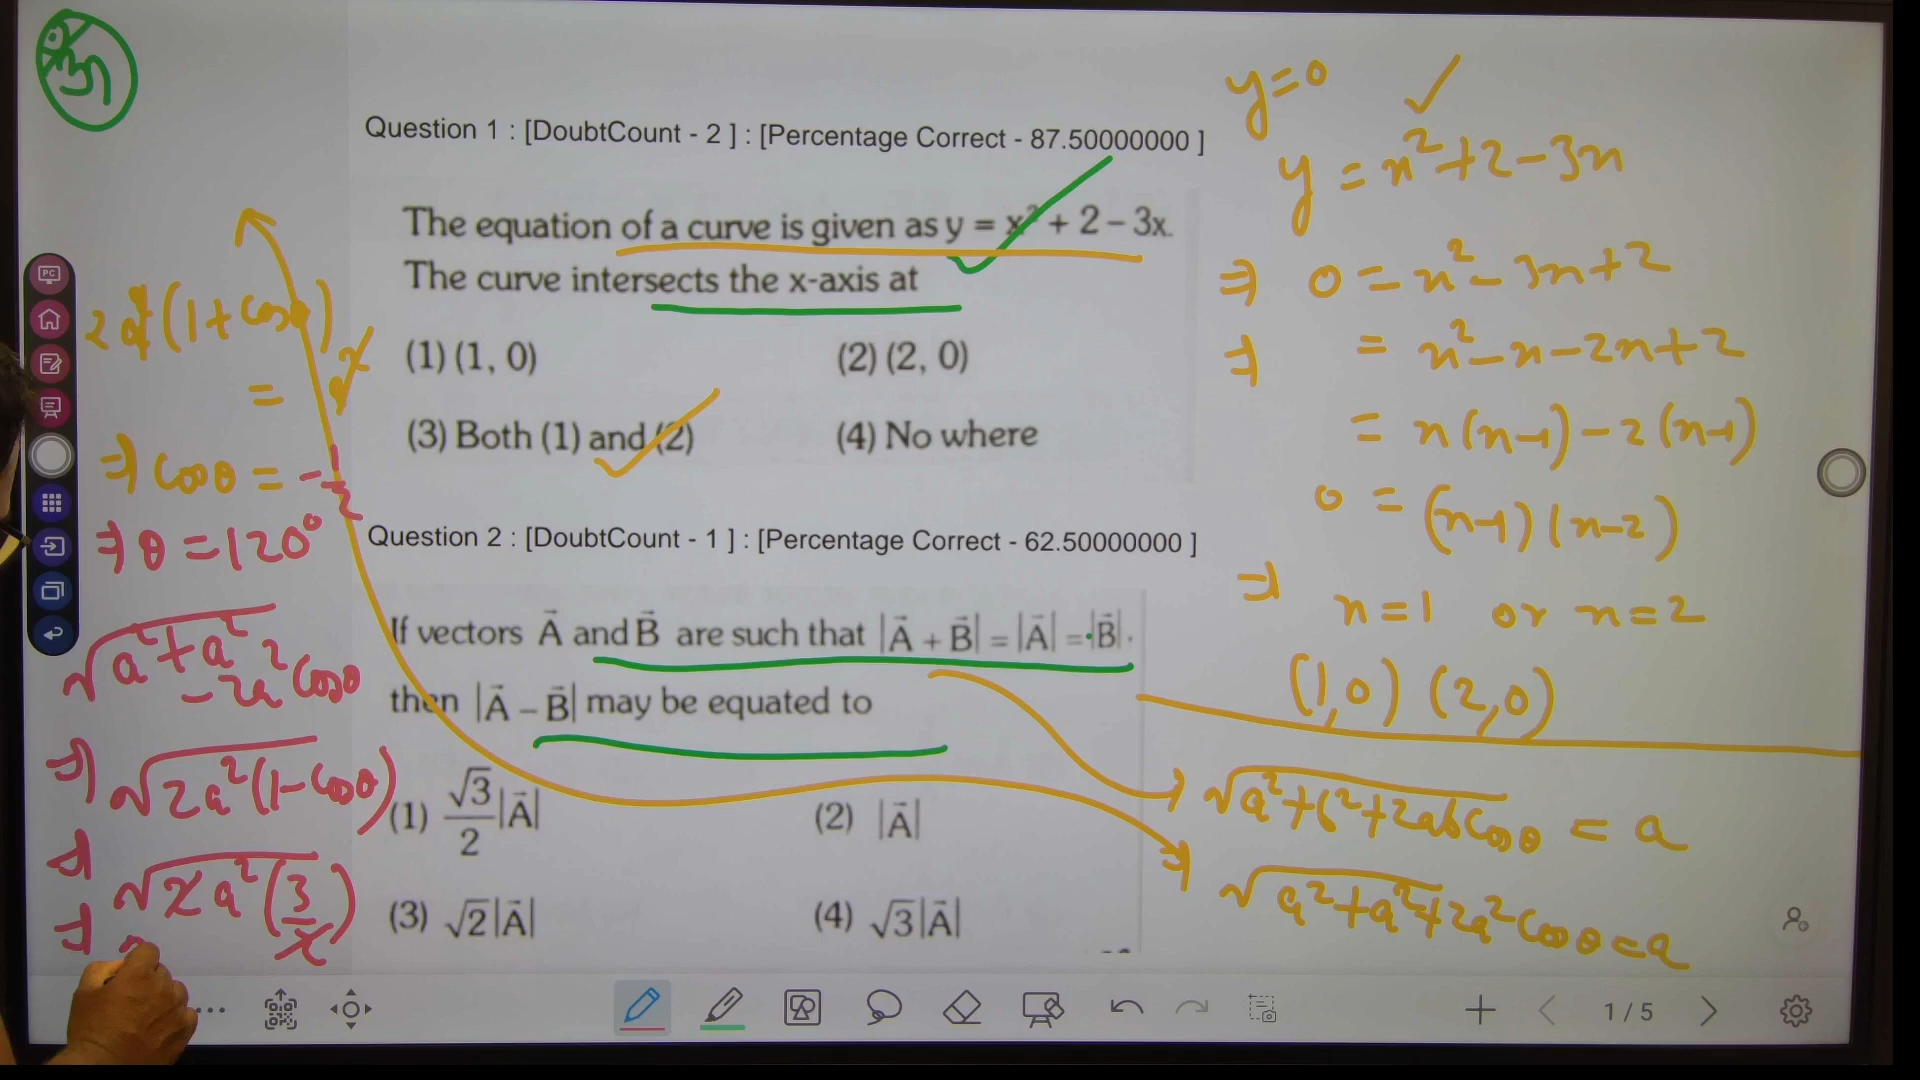 Question 1 : [DoubtCount - 2 ] : [Percentage Correct - 87.50000000 ]
The equation of a curve is given as y = x² + 2 – 3x.
The curve intersects the x-axis at
(1) (1, 0)
(2) (2, 0)
(3) Both (1) and (2)
(4) No where
Question 2 : [DoubtCount - 1 ] : [Percentage Correct - 62.50000000 ]
If vectors A⃗ and B⃗ are such that |A⃗ + B⃗| = |A⃗| = |B⃗|.
then |A⃗ – B⃗| may be equated to
(1) √3/2 |A⃗|
(2) |A⃗|
(3) √2|A⃗|
(4) √3|A⃗|
y=0
y = x²+2-3x
⇒ 0 = x²-3x+2
⇒ = x²-x-2x+2
= x(x-1)-2(x-1)
0 = (x-1)(x-2)
⇒ x=1 or x=2
(1,0) (2,0)
√a²+b²+2abcosθ = a
⇒ √a²+a²+2a²cosθ = a
⇒ cosθ = -1/2
⇒ θ = 120°
√a²+a²-2a²cosθ
⇒ √2a²(1-cosθ)
⇒ √2a²(3/2)
⇒
PC
1 / 5